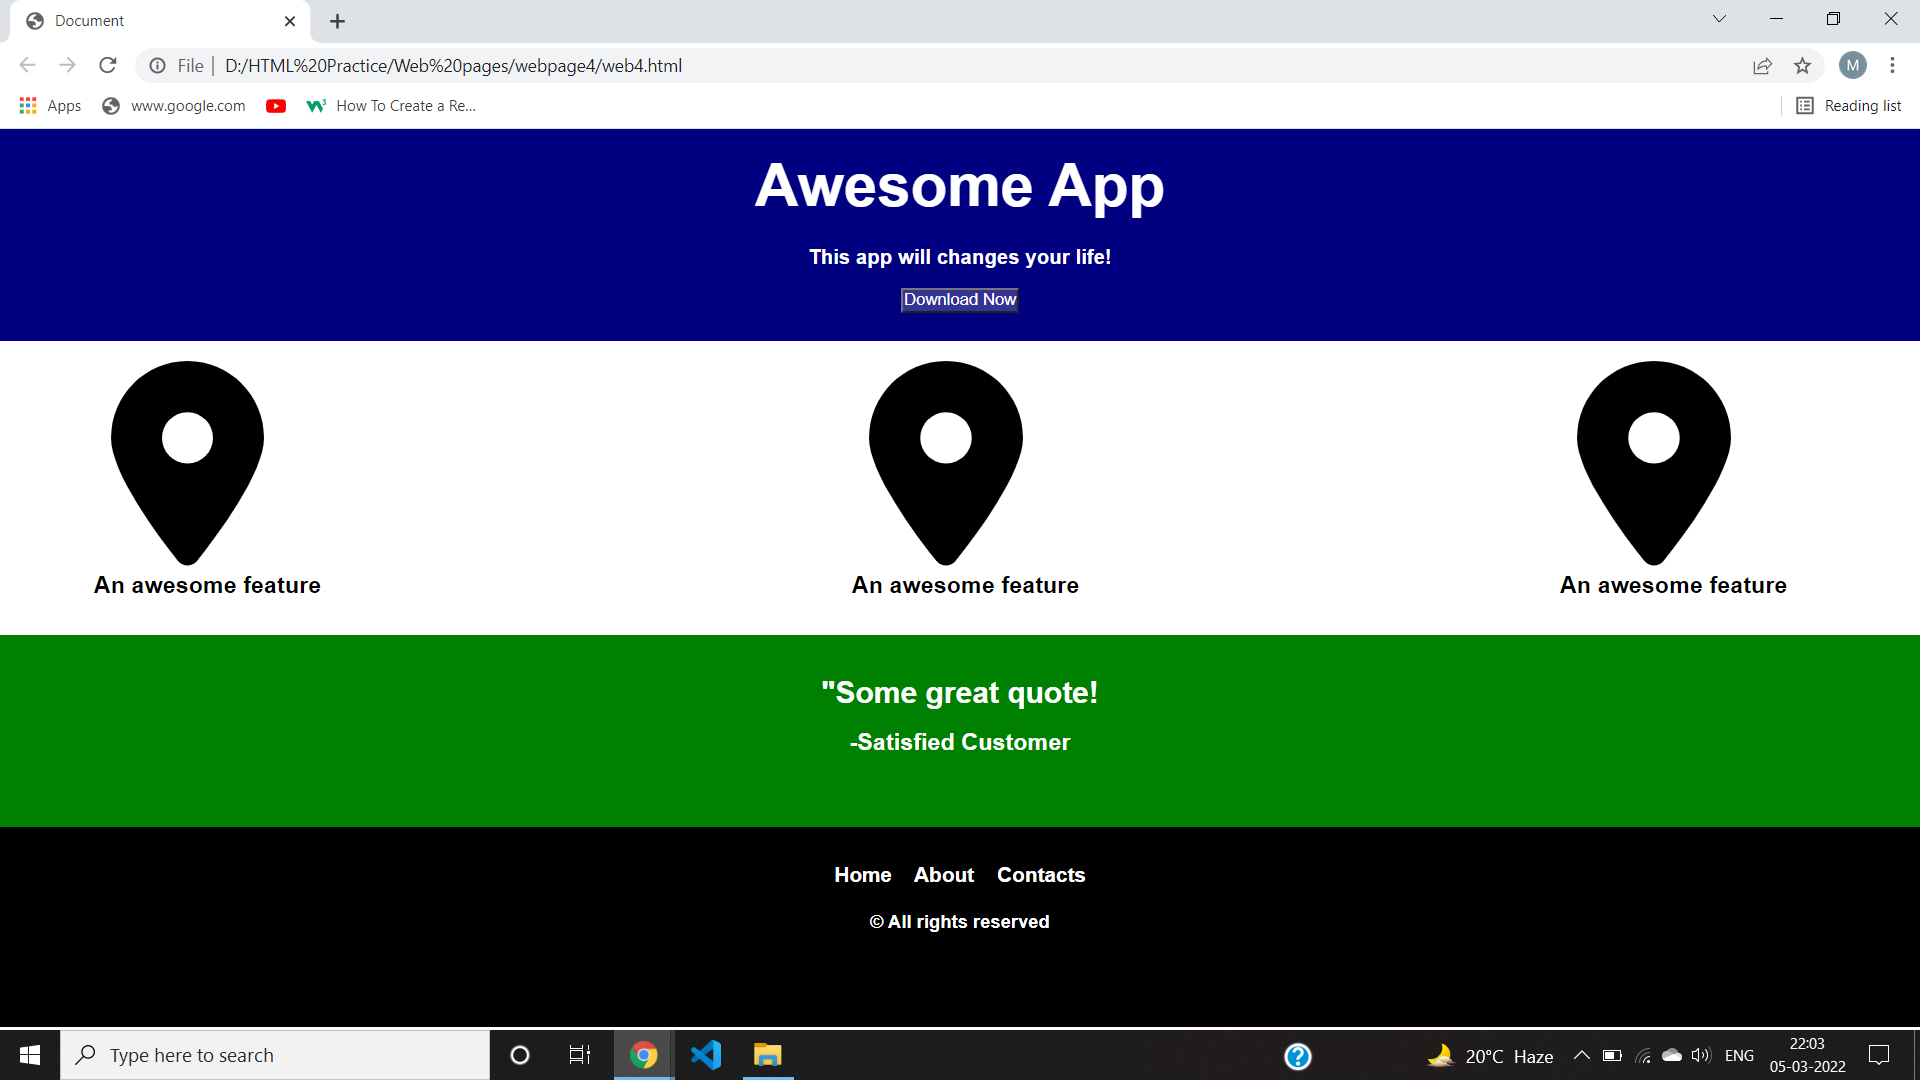 Document
File | D:/HTML%20Practice/Web%20pages/webpage4/web4.html
M
Apps www.google.com How To Create a Re... Reading list
Awesome App
This app will changes your life!
Download Now
An awesome feature An awesome feature An awesome feature
"Some great quote!
-Satisfied Customer
Home About Contacts
© All rights reserved
Type here to search
20°C Haze
ENG
22:03
05-03-2022